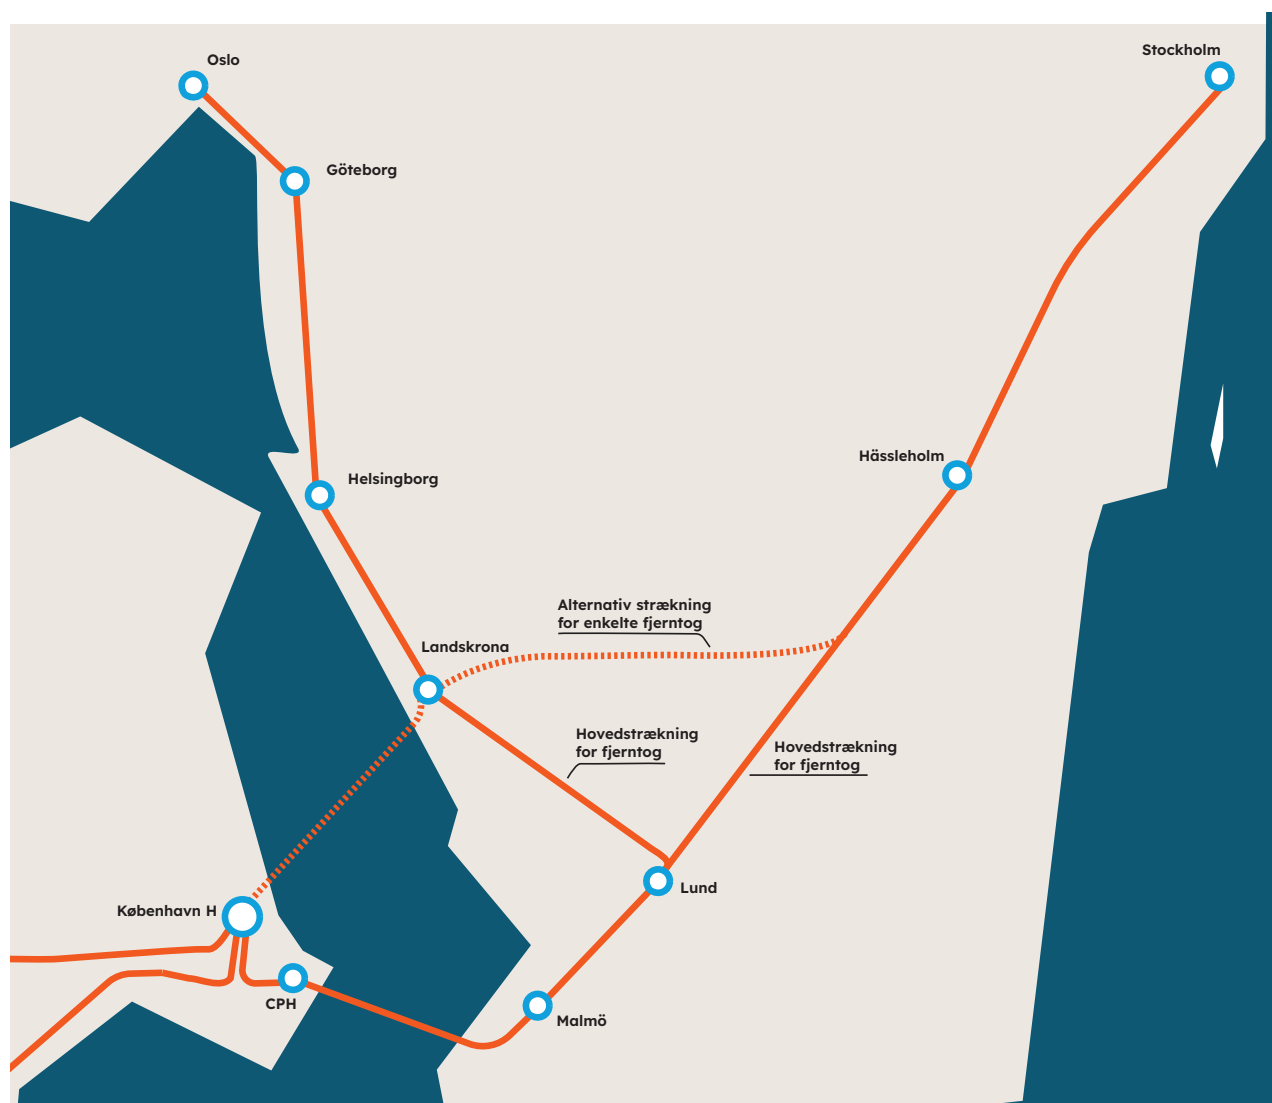 Stockholm
Oslo
Göteborg
Hässleholm
Helsingborg
Alternativ strækning
for enkelte fjerntog
Landskrona
Hovedstrækning
for fjerntog
Hovedstrækning
for fjerntog
Lund
København H
CPH
Malmö